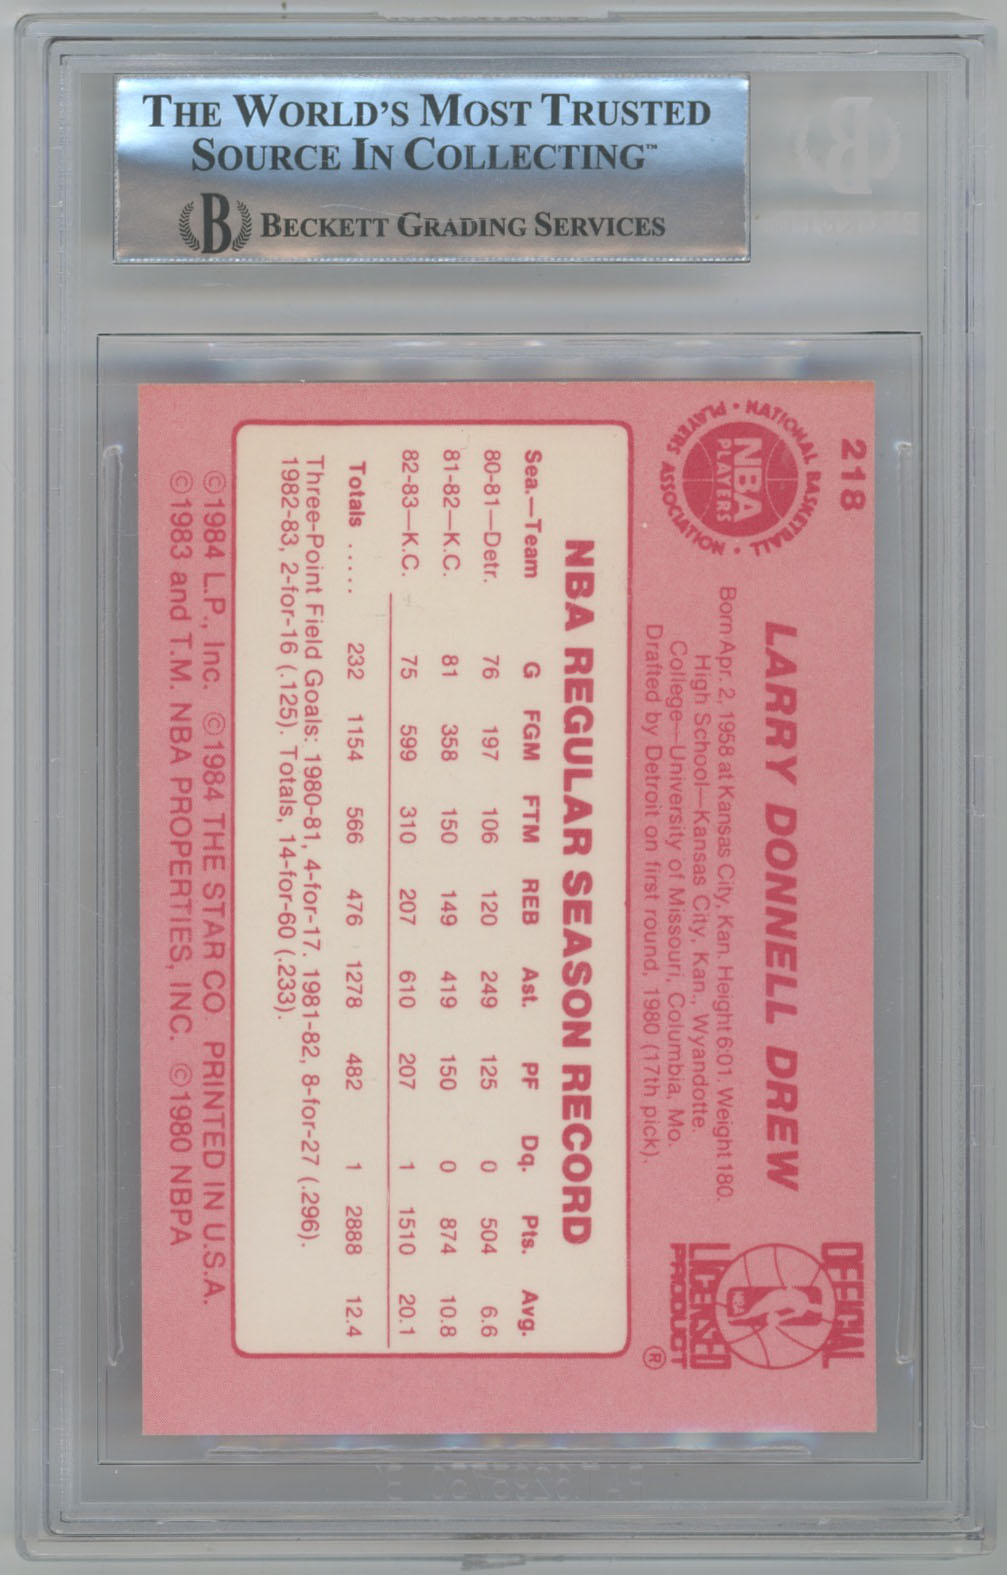 THE WORLD'S MOST TRUSTED
SOURCE IN COLLECTING™
B BECKETT GRADING SERVICES
218
NATIONAL BASKETBALL PLAYERS ASSOCIATION
NBA
PLAYERS
LARRY DONNELL DREW
Born Apr. 2, 1958 at Kansas City, Kan. Height 6:01. Weight 180.
High School—Kansas City, Kan., Wyandotte.
College—University of Missouri, Columbia, Mo.
Drafted by Detroit on first round, 1980 (17th pick).
OFFICIAL
NBA
LICENSED
PRODUCT
®
NBA REGULAR SEASON RECORD
Sea.—Team G FGM FTM REB Ast. PF Dq. Pts. Avg.
80-81—Detr. 76 197 106 120 249 125 0 504 6.6
81-82—K.C. 81 358 150 149 419 150 0 874 10.8
82-83—K.C. 75 599 310 207 610 207 1 1510 20.1
Totals ..... 232 1154 566 476 1278 482 1 2888 12.4
Three-Point Field Goals: 1980-81, 4-for-17. 1981-82, 8-for-27 (.296).
1982-83, 2-for-16 (.125). Totals, 14-for-60 (.233).
©1984 L.P., Inc. ©1984 THE STAR CO. PRINTED IN U.S.A.
©1983 and T.M. NBA PROPERTIES, INC. ©1980 NBPA